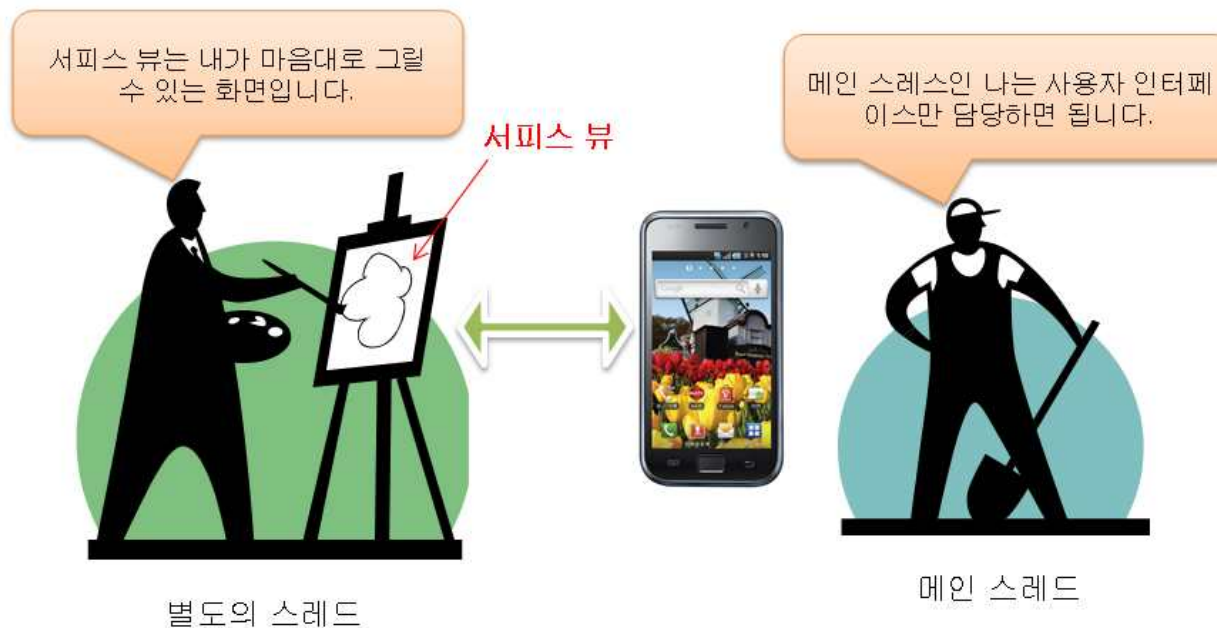 서피스 뷰는 내가 마음대로 그릴
수 있는 화면입니다.
메인 스레스인 나는 사용자 인터페
이스만 담당하면 됩니다.
서피스 뷰
Google
별도의 스레드
메인 스레드